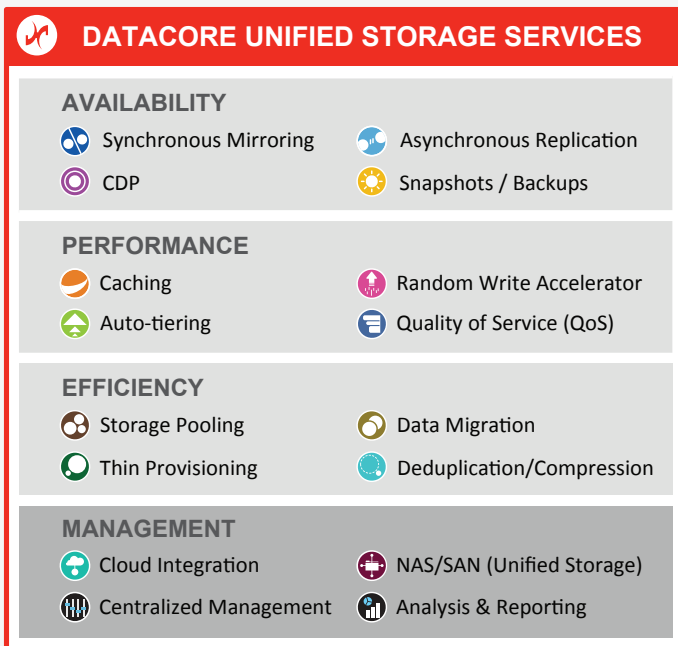 DATACORE UNIFIED STORAGE SERVICES
AVAILABILITY
Synchronous Mirroring
Asynchronous Replication
CDP
Snapshots / Backups
PERFORMANCE
Caching
Random Write Accelerator
Auto-tiering
Quality of Service (QoS)
EFFICIENCY
Storage Pooling
Data Migration
Thin Provisioning
Deduplication/Compression
MANAGEMENT
Cloud Integration
NAS/SAN (Unified Storage)
Centralized Management
Analysis & Reporting